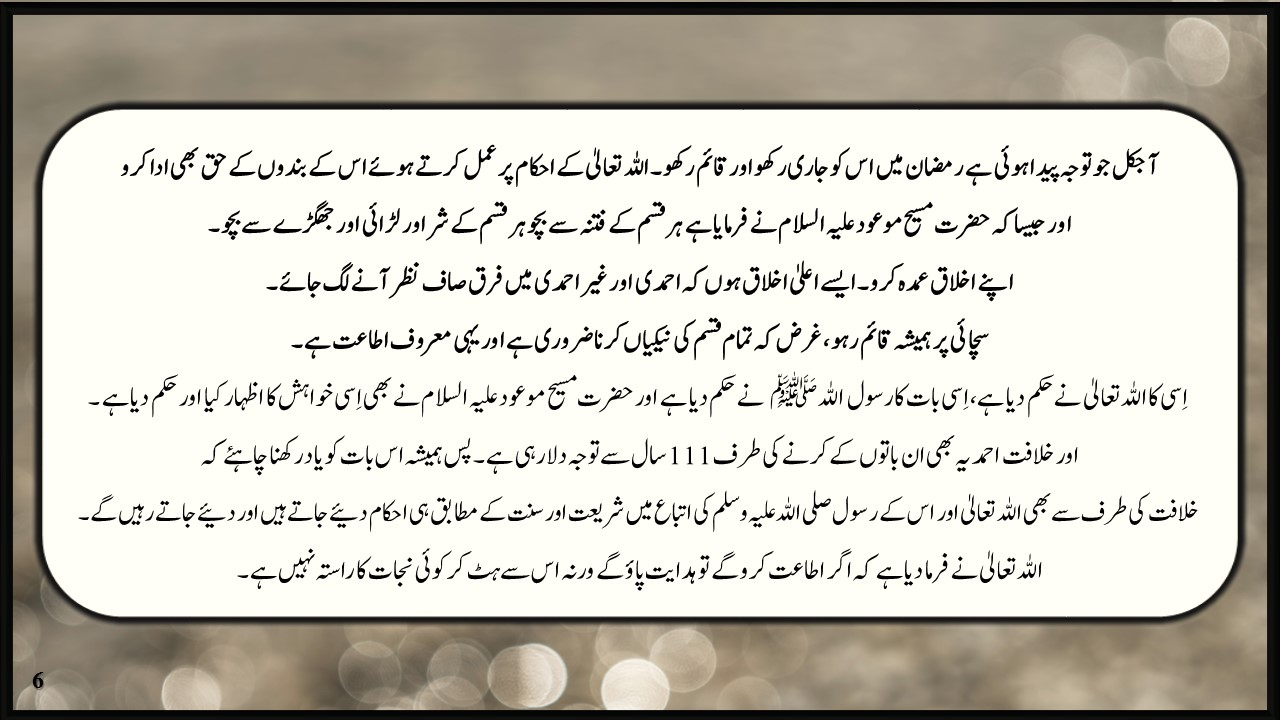 آجکل جو توجہ پیدا ہوئی ہے رمضان میں اس کو جاری رکھو اور قائم رکھو۔ اللہ تعالیٰ کے احکام پر عمل کرتے ہوئے اس کے بندوں کے حق بھی ادا کرو
اور جیسا کہ حضرت مسیح موعود علیہ السلام نے فرمایا ہے ہر قسم کے فتنہ سے بچو ہر قسم کے شر اور لڑائی اور جھگڑے سے بچو۔
اپنے اخلاق عمدہ کرو۔ ایسے اعلیٰ اخلاق ہوں کہ احمدی اور غیر احمدی میں فرق صاف نظر آنے لگ جائے۔
سچائی پر ہمیشہ قائم رہو، غرض کہ تمام قسم کی نیکیاں کرنا ضروری ہے اور یہی معروف اطاعت ہے۔
اِسی کا اللہ تعالیٰ نے حکم دیا ہے، اِسی بات کا رسول اللہ ﷺ نے حکم دیا ہے اور حضرت مسیح موعود علیہ السلام نے بھی اِسی خواہش کا اظہار کیا اور حکم دیا ہے۔
اور خلافت احمدیہ بھی ان باتوں کے کرنے کی طرف 111 سال سے توجہ دلا رہی ہے۔ پس ہمیشہ اس بات کو یاد رکھنا چاہئے کہ
خلافت کی طرف سے بھی اللہ تعالیٰ اور اس کے رسول صلی اللہ علیہ وسلم کی اتباع میں شریعت اور سنت کے مطابق ہی احکام دیئے جاتے ہیں اور دیئے جاتے رہیں گے۔
اللہ تعالیٰ نے فرما دیا ہے کہ اگر اطاعت کرو گے تو ہدایت پاؤ گے ورنہ اس سے ہٹ کر کوئی نجات کا راستہ نہیں ہے۔
6